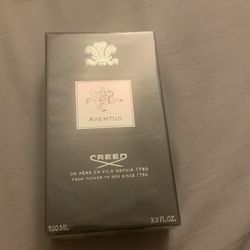 AVENTUS
CREED
DE PÈRE EN FILS DEPUIS 1760
FROM FATHER TO SON SINCE 1760
100 ML
3.3 FL.OZ.